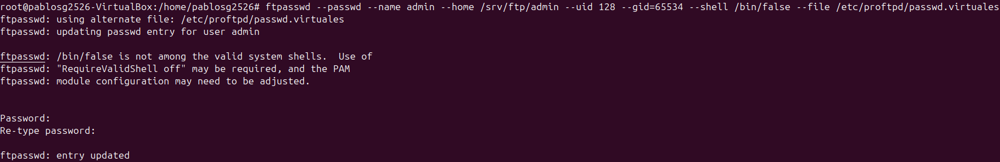 root@pablosg2526-VirtualBox:/home/pablosg2526# ftpasswd --passwd --name admin --home /srv/ftp/admin --uid 128 --gid=65534 --shell /bin/false --file /etc/proftpd/passwd.virtuales
ftpasswd: using alternate file: /etc/proftpd/passwd.virtuales
ftpasswd: updating passwd entry for user admin
ftpasswd: /bin/false is not among the valid system shells.  Use of
ftpasswd: "RequireValidShell off" may be required, and the PAM
ftpasswd: module configuration may need to be adjusted.
Password:
Re-type password:
ftpasswd: entry updated